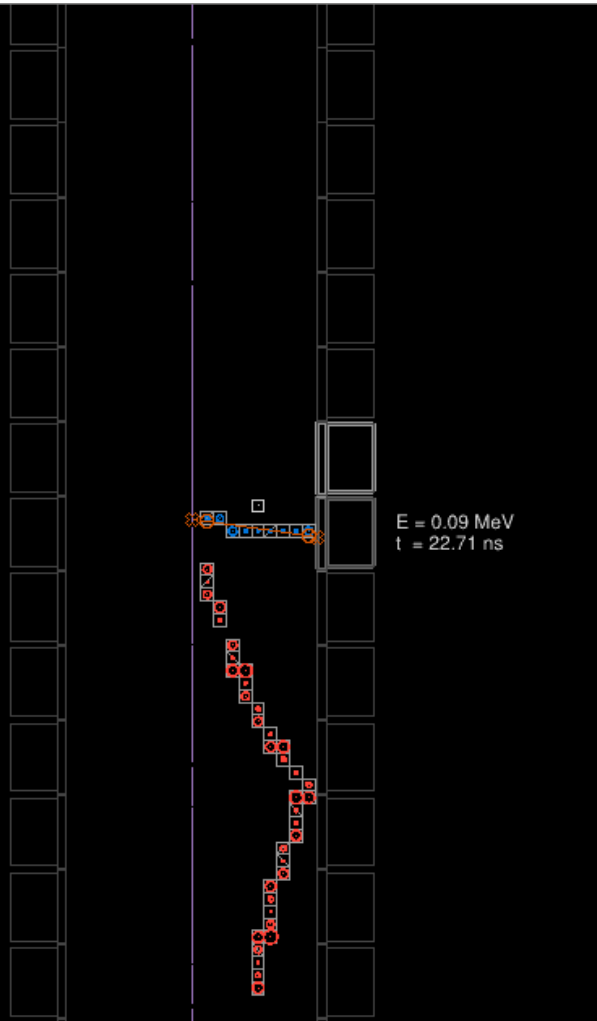 E = 0.09 MeV
t = 22.71 ns